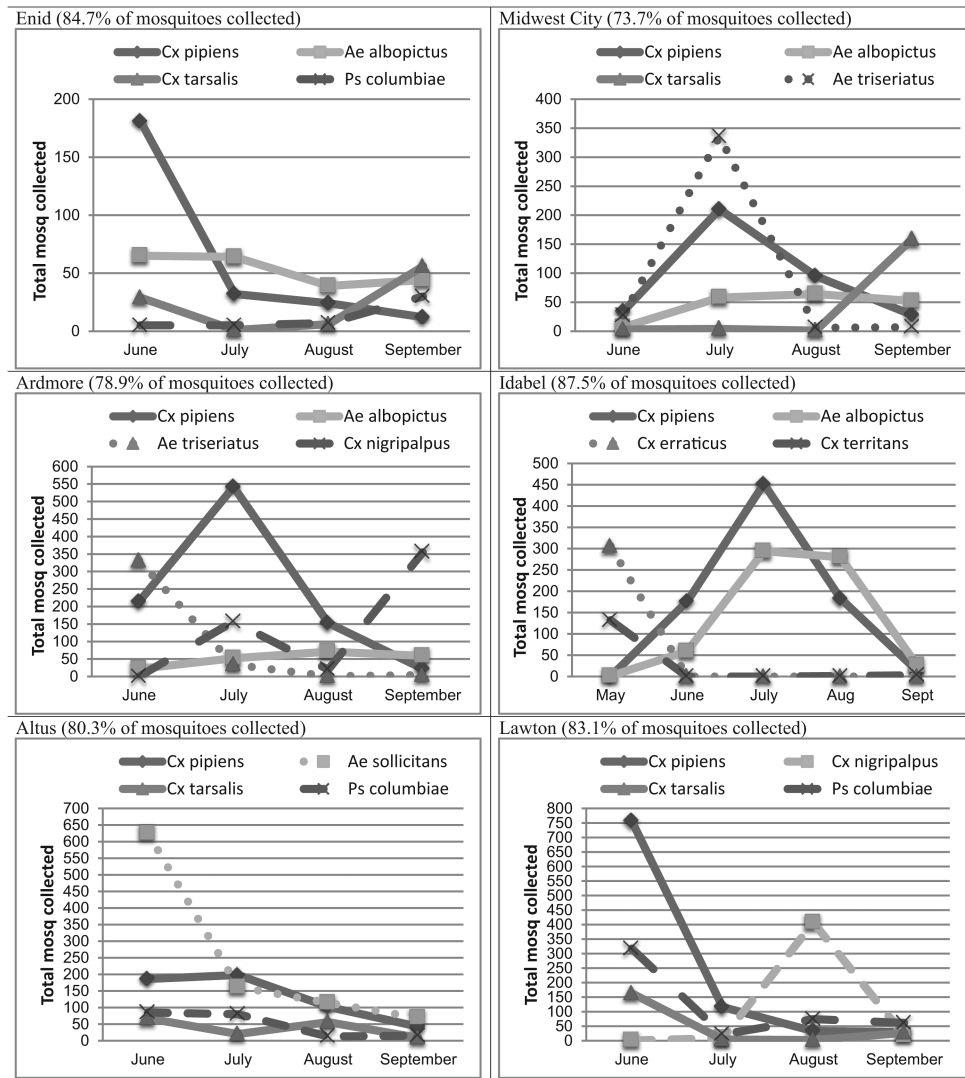 Enid (84.7% of mosquitoes collected)
Cx pipiens Ae albopictus
Cx tarsalis Ps columbiae
Total mosq collected
200
150
100
50
0
June July August September
Midwest City (73.7% of mosquitoes collected)
Cx pipiens Ae albopictus
Cx tarsalis Ae triseriatus
Total mosq collected
400
350
300
250
200
150
100
50
0
June July August September
Ardmore (78.9% of mosquitoes collected)
Cx pipiens Ae albopictus
Ae triseriatus Cx nigripalpus
Total mosq collected
600
550
500
450
400
350
300
250
200
150
100
50
0
June July August September
Idabel (87.5% of mosquitoes collected)
Cx pipiens Ae albopictus
Cx erraticus Cx territans
Total mosq collected
500
450
400
350
300
250
200
150
100
50
0
May June July Aug Sept
Altus (80.3% of mosquitoes collected)
Cx pipiens Ae sollicitans
Cx tarsalis Ps columbiae
Total mosq collected
700
650
600
550
500
450
400
350
300
250
200
150
100
50
0
June July August September
Lawton (83.1% of mosquitoes collected)
Cx pipiens Cx nigripalpus
Cx tarsalis Ps columbiae
Total mosq collected
800
750
700
650
600
550
500
450
400
350
300
250
200
150
100
50
0
June July August September